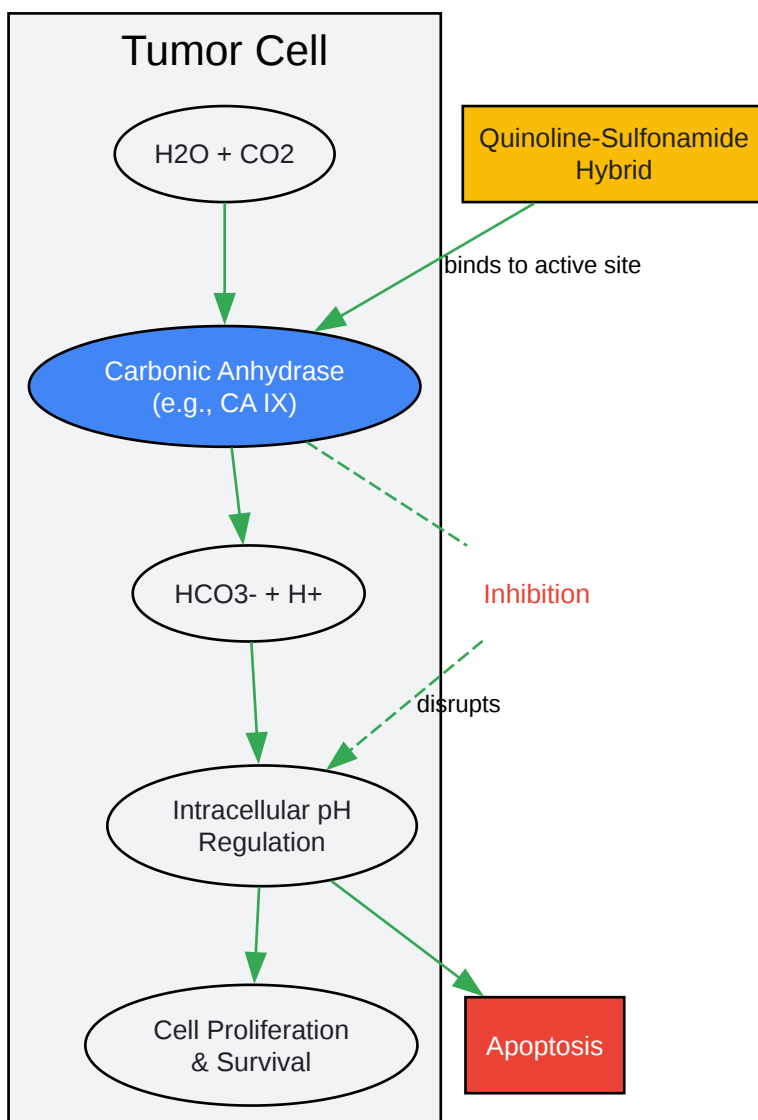 Tumor Cell
H2O + CO2
Quinoline-Sulfonamide
Hybrid
binds to active site
Carbonic Anhydrase
(e.g., CA IX)
HCO3- + H+
Inhibition
disrupts
Intracellular pH
Regulation
Cell Proliferation
& Survival
Apoptosis